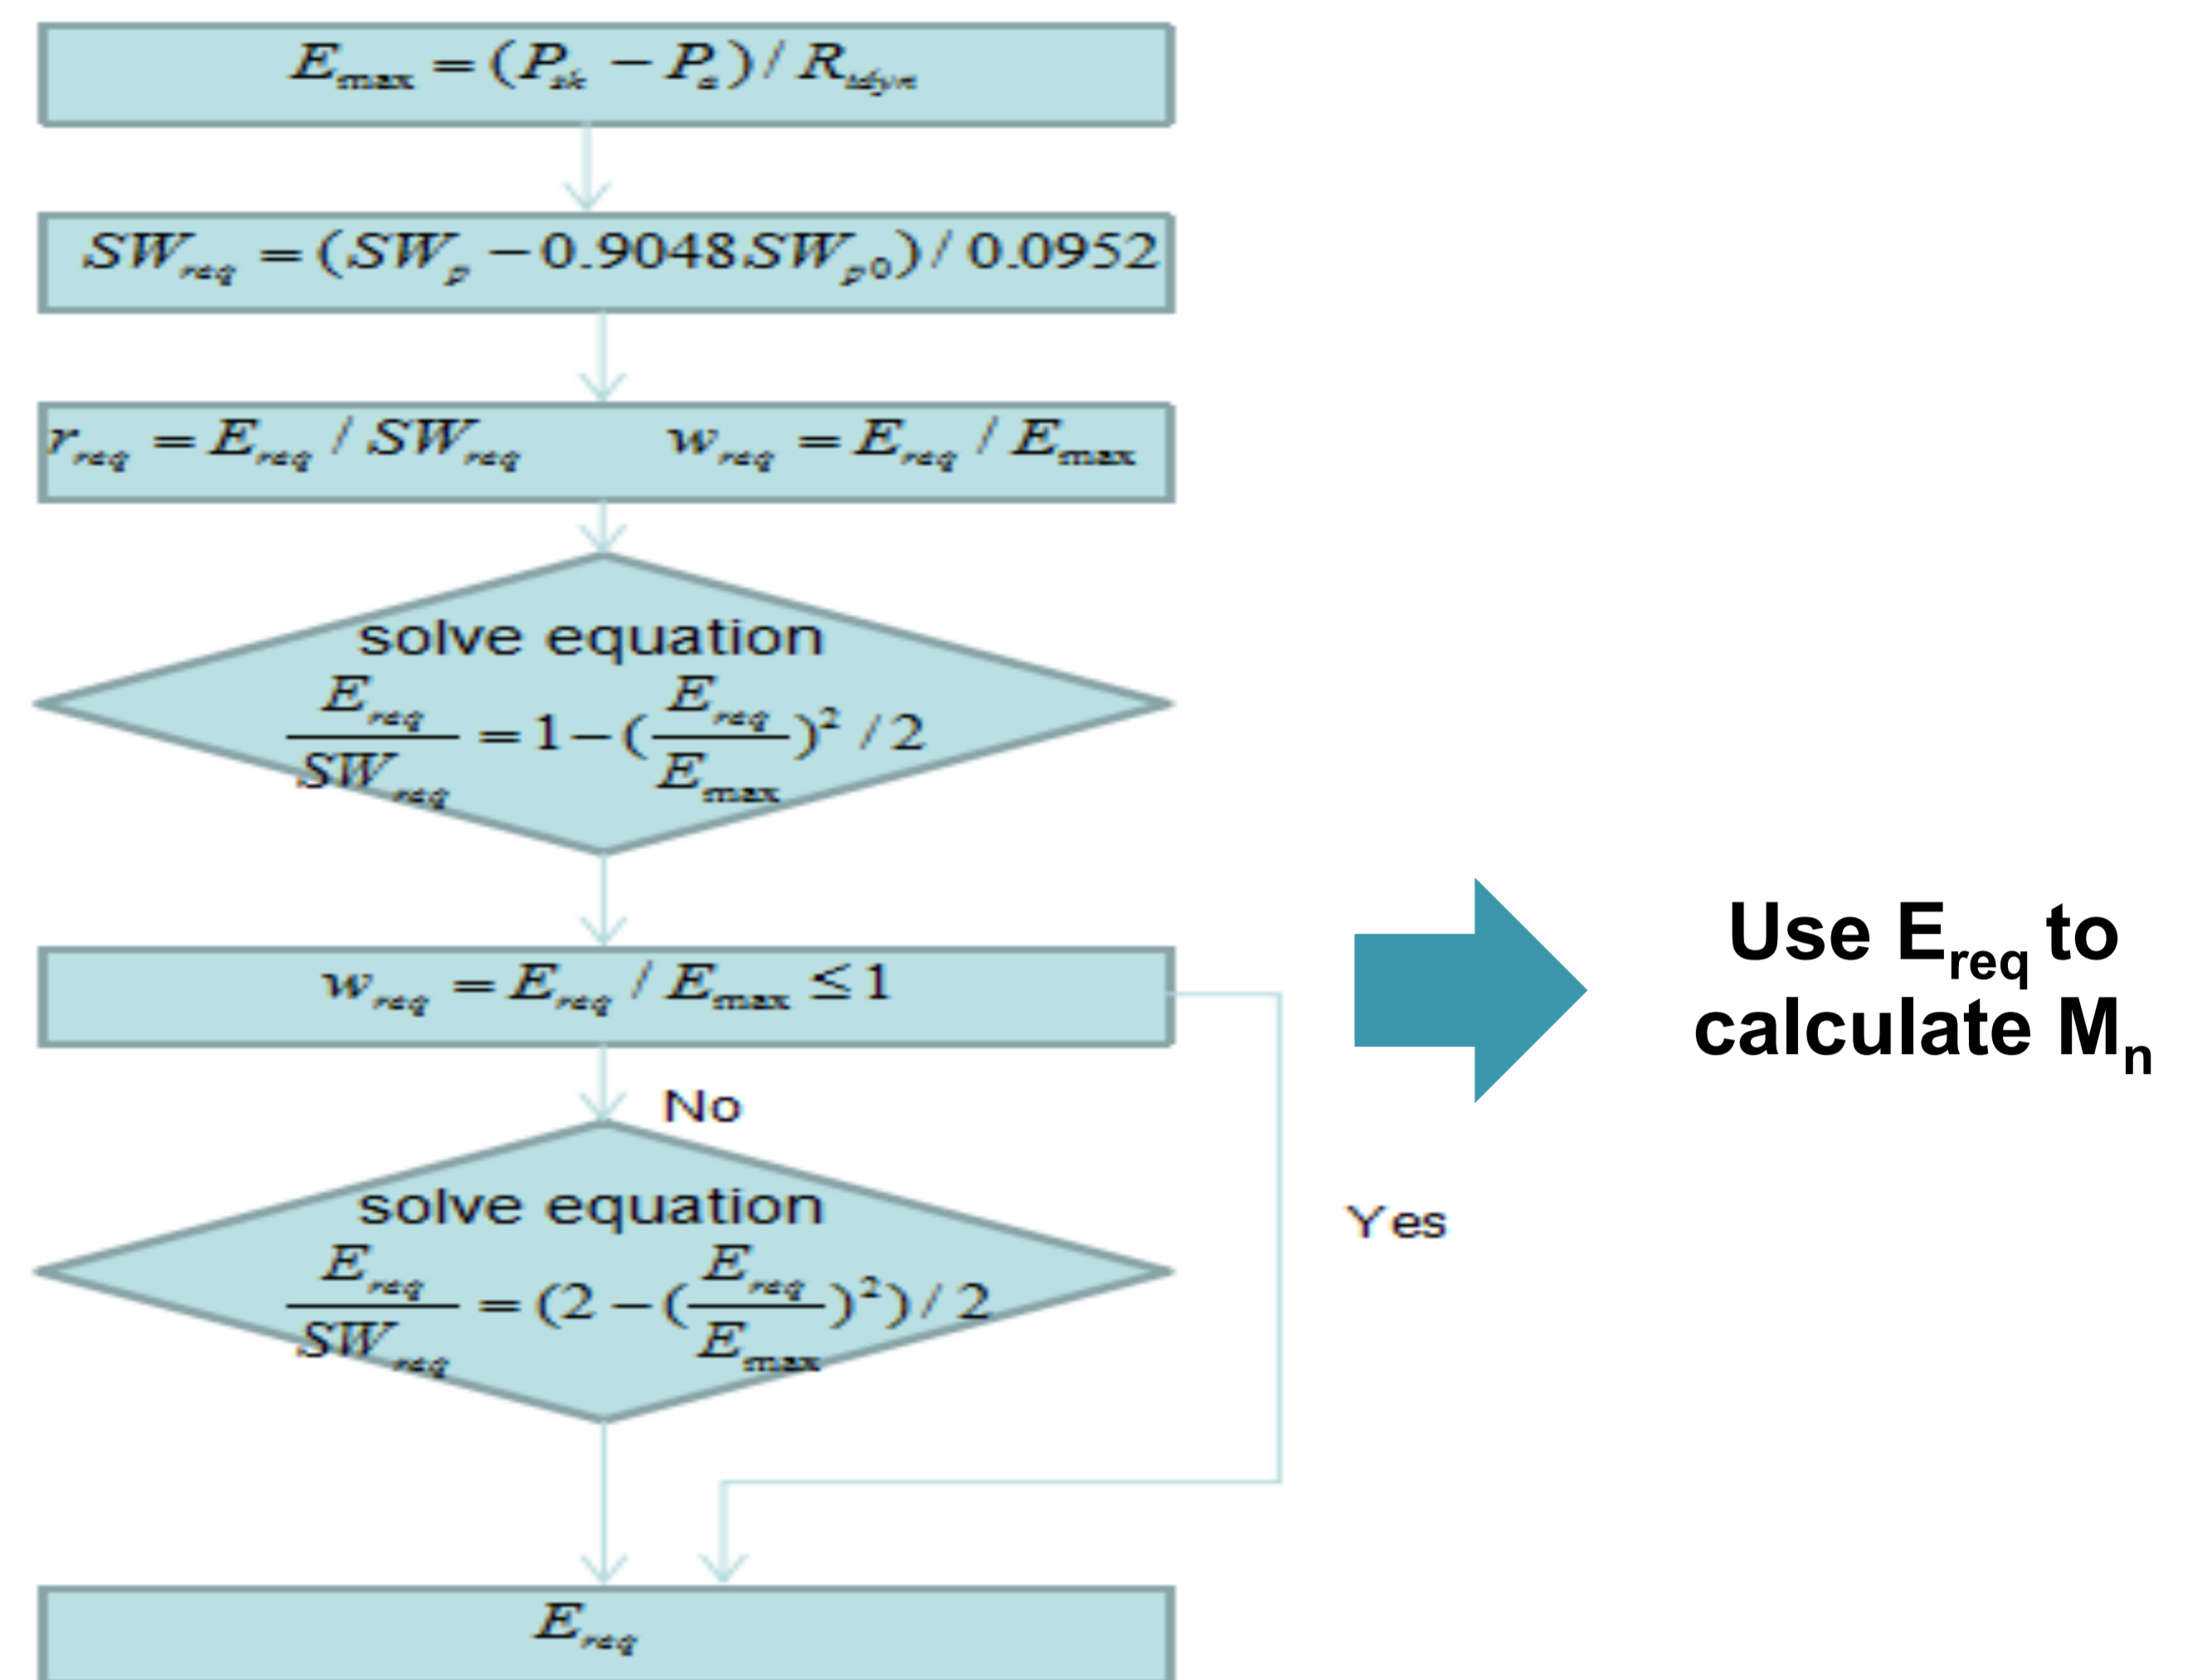 E_max = (P_sk − P_a) / R_tdyn
SW_req = (SW_p − 0.9048SW_p0) / 0.0952
r_req = E_req / SW_req w_req = E_req / E_max
solve equation
E_req / SW_req = 1 − (E_req / E_max)² / 2
w_req = E_req / E_max ≤ 1
No
solve equation
E_req / SW_req = (2 − (E_req / E_max)²) / 2
Yes
E_req
Use E_req to
calculate M_n